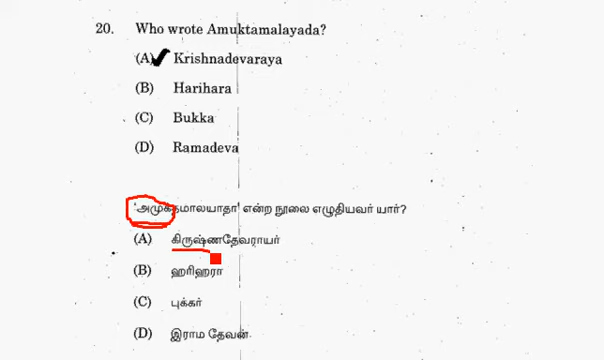 20. Who wrote Amuktamalayada?
(A) Krishnadevaraya
(B) Harihara
(C) Bukka
(D) Ramadeva
'அமுக்தமாலயாதா' என்ற நூலை எழுதியவர் யார்?
(A) கிருஷ்ணதேவராயர்
(B) ஹரிஹரா
(C) புக்கர்
(D) இராம தேவன்